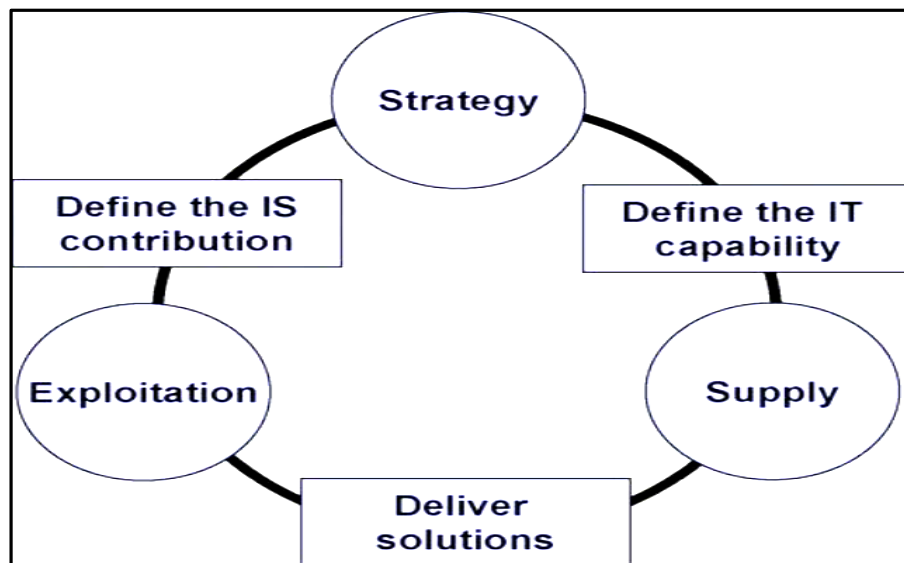 Strategy
Define the IS
contribution
Define the IT
capability
Exploitation
Supply
Deliver
solutions